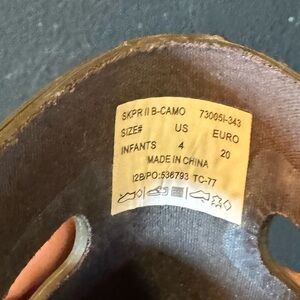 SKPR II B-CAMO 73005I-343
SIZE# US EURO
INFANTS 4 20
MADE IN CHINA
I2B/PO:536793 TC-77